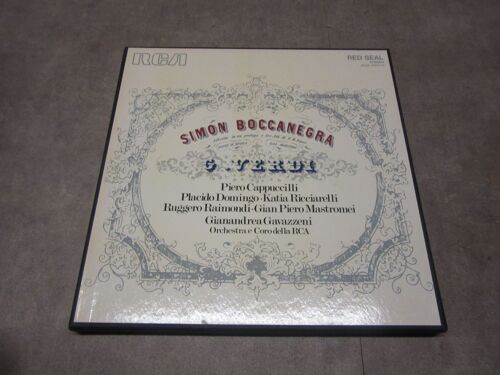 RCA
RED SEAL
SIMON BOCCANEGRA
G. VERDI
Piero Cappuccilli
Placido Domingo·Katia Ricciarelli
Ruggero Raimondi·Gian Piero Mastromei
Gianandrea Gavazzeni
Orchestra e Coro della RCA